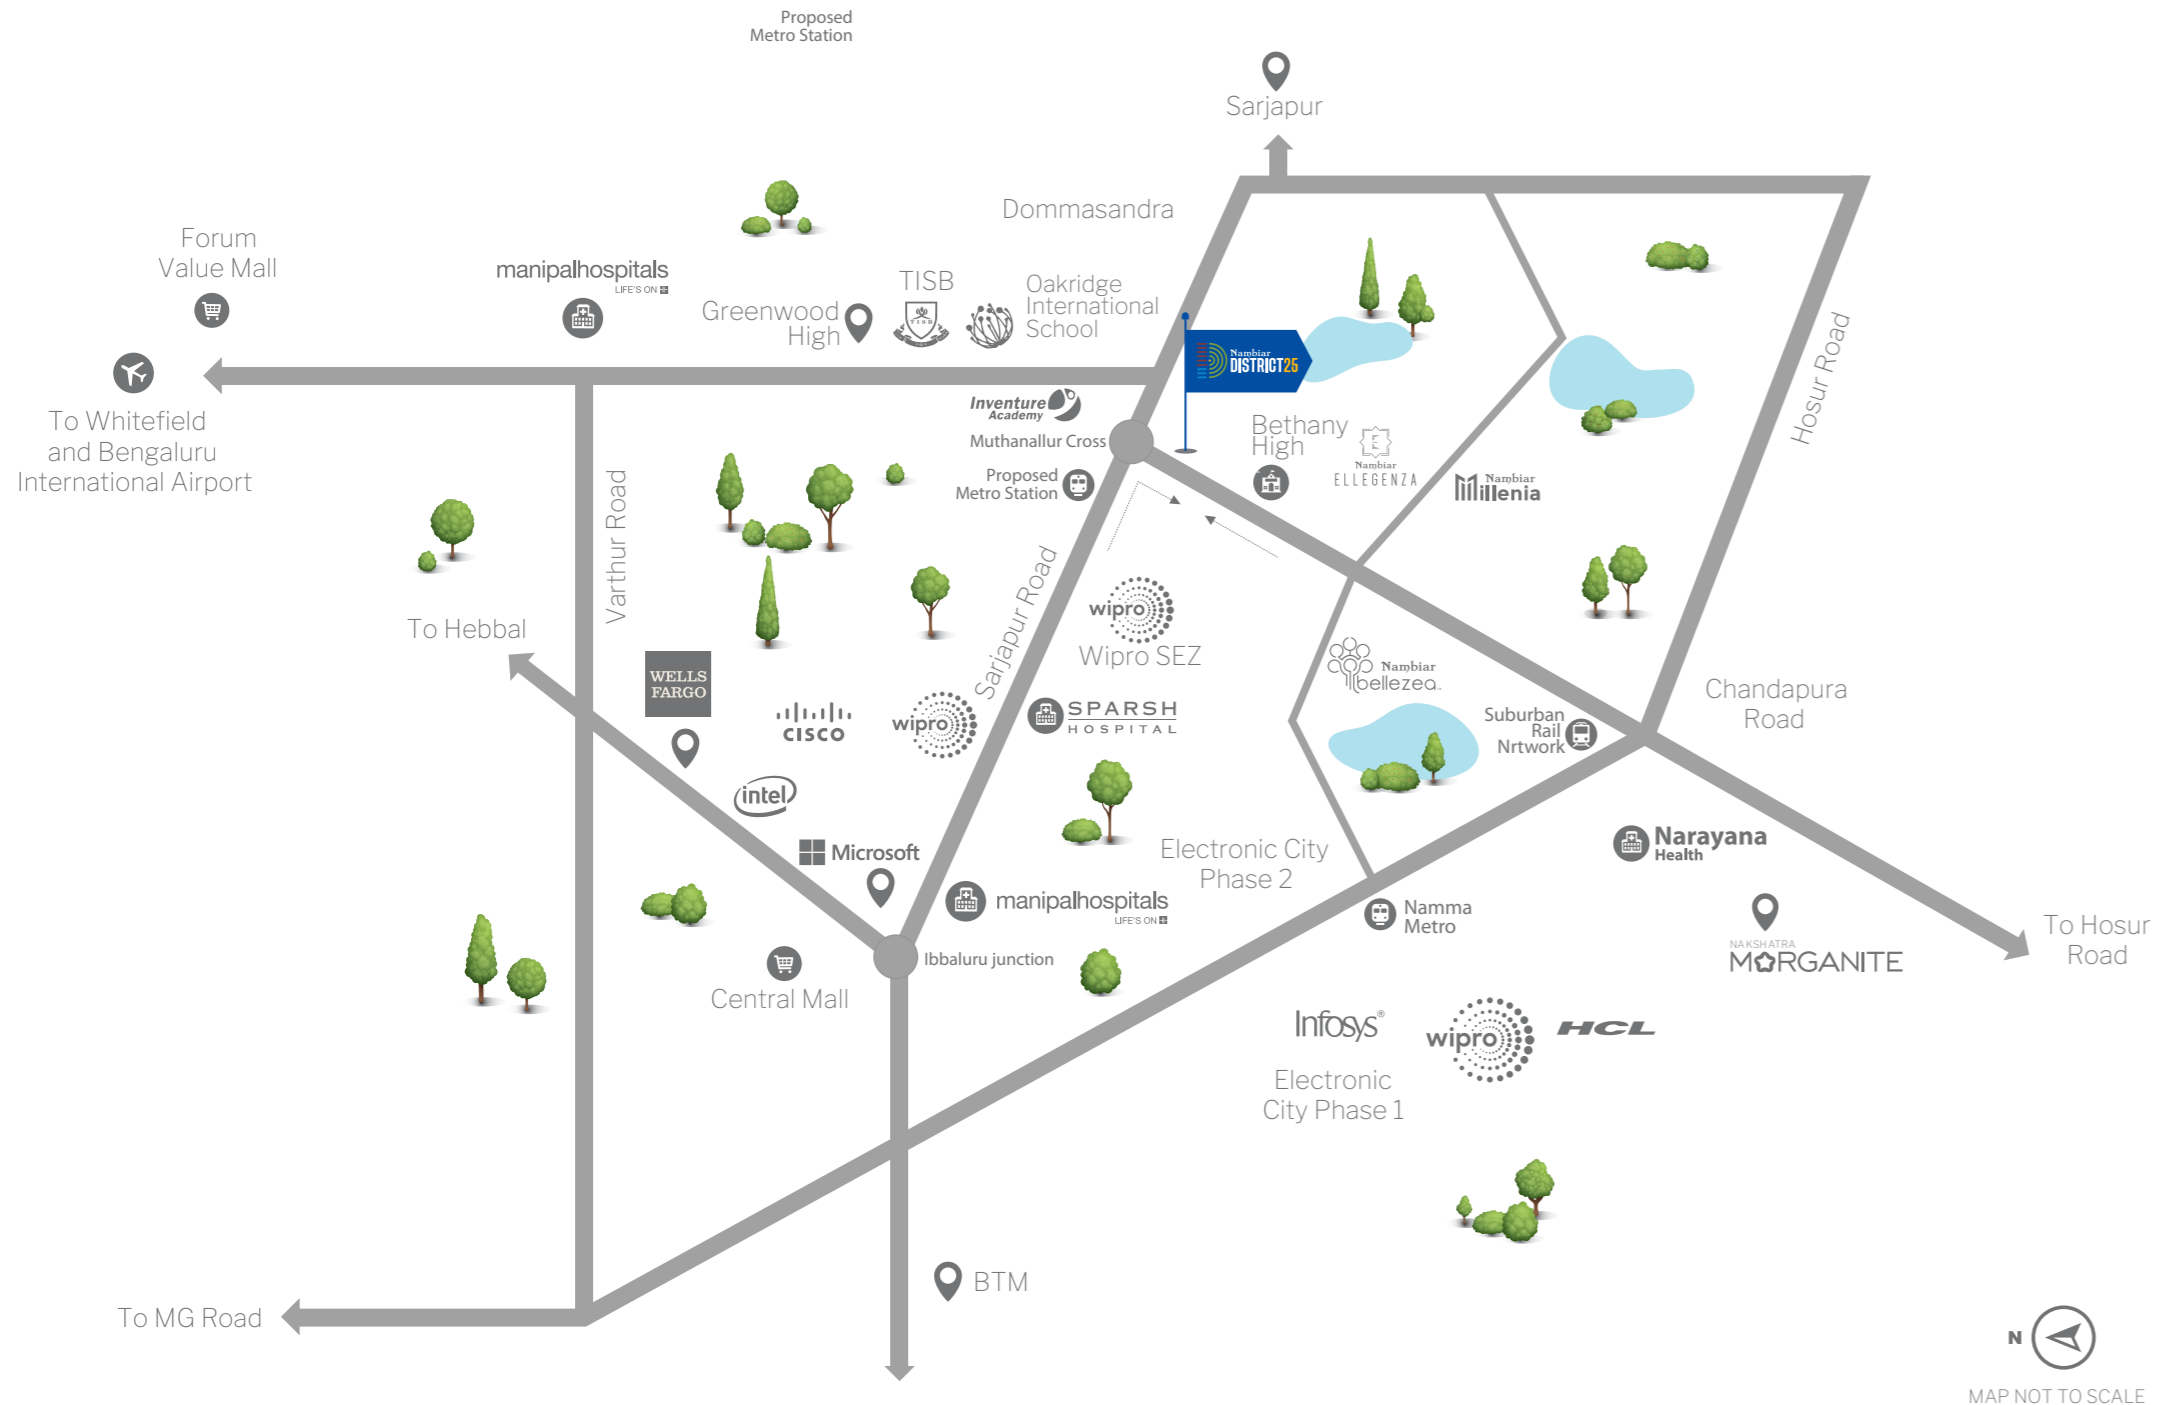 Proposed
Metro Station
Sarjapur
Dommasandra
Forum
Value Mall
manipalhospitals
LIFE'S ON
Greenwood
High
TISB
TISB
Oakridge
International
School
To Whitefield
and Bengaluru
International Airport
Nambiar
DISTRICT25
Inventure
Academy
Muthanallur Cross
Proposed
Metro Station
Bethany
High
E
Nambiar
ELLEGENZA
Nambiar
Millenia
Hosur Road
Varthur Road
Sarjapur Road
To Hebbal
WELLS
FARGO
CISCO
wipro
wipro
Wipro SEZ
SPARSH
HOSPITAL
Nambiar
bellezea
Suburban
Rail
Nrtwork
Chandapura
Road
intel
Microsoft
Electronic City
Phase 2
manipalhospitals
LIFE'S ON
Narayana
Health
Namma
Metro
NAKSHATRA
MORGANITE
To Hosur
Road
Central Mall
Ibbaluru junction
Infosys®
wipro
HCL
Electronic
City Phase 1
BTM
To MG Road
N
MAP NOT TO SCALE